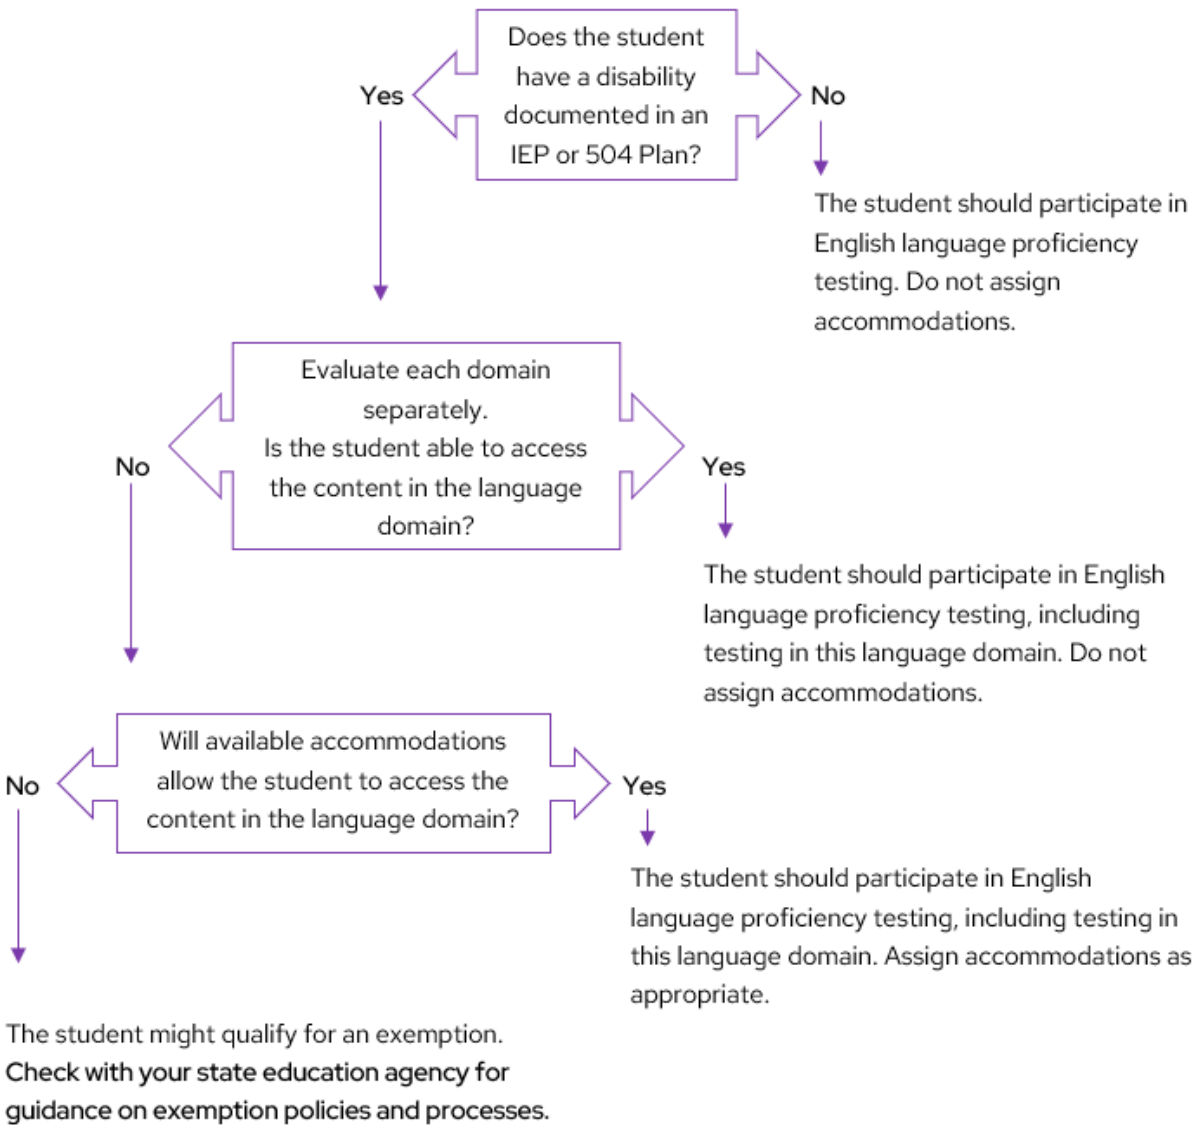 Does the student
have a disability
documented in an
IEP or 504 Plan?
Yes
No
The student should participate in
English language proficiency
testing. Do not assign
accommodations.
Evaluate each domain
separately.
Is the student able to access
the content in the language
domain?
No
Yes
The student should participate in English
language proficiency testing, including
testing in this language domain. Do not
assign accommodations.
Will available accommodations
allow the student to access the
content in the language domain?
No
Yes
The student should participate in English
language proficiency testing, including testing in
this language domain. Assign accommodations as
appropriate.
The student might qualify for an exemption.
Check with your state education agency for
guidance on exemption policies and processes.